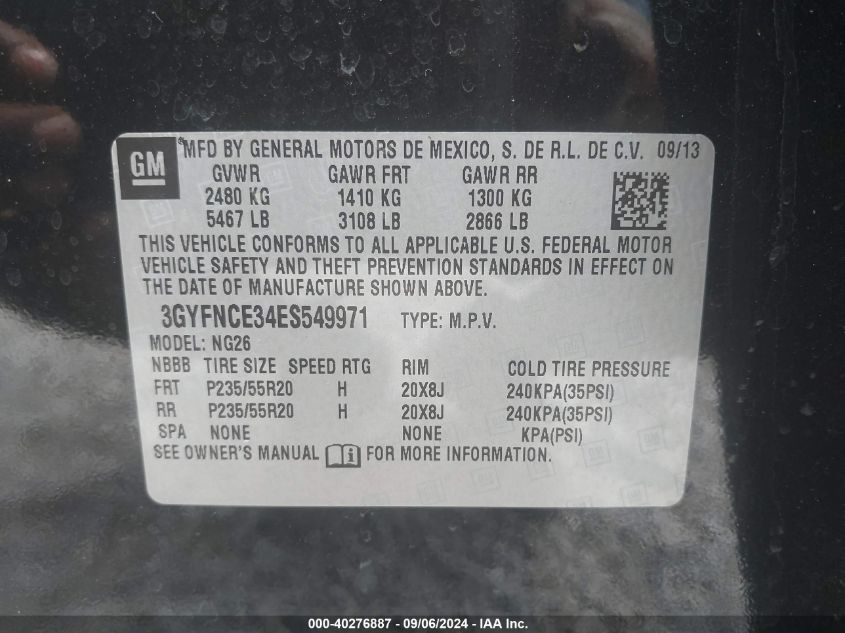 GM
MFD BY GENERAL MOTORS DE MEXICO, S. DE R.L. DE C.V. 09/13
GVWR GAWR FRT GAWR RR
2480 KG 1410 KG 1300 KG
5467 LB 3108 LB 2866 LB
THIS VEHICLE CONFORMS TO ALL APPLICABLE U.S. FEDERAL MOTOR
VEHICLE SAFETY AND THEFT PREVENTION STANDARDS IN EFFECT ON
THE DATE OF MANUFACTURE SHOWN ABOVE.
3GYFNCE34ES549971 TYPE: M.P.V.
MODEL: NG26
NBBB TIRE SIZE SPEED RTG RIM COLD TIRE PRESSURE
FRT P235/55R20 H 20X8J 240KPA(35PSI)
RR P235/55R20 H 20X8J 240KPA(35PSI)
SPA NONE NONE KPA(PSI)
SEE OWNER'S MANUAL FOR MORE INFORMATION.
000-40276887 - 09/06/2024 - IAA Inc.